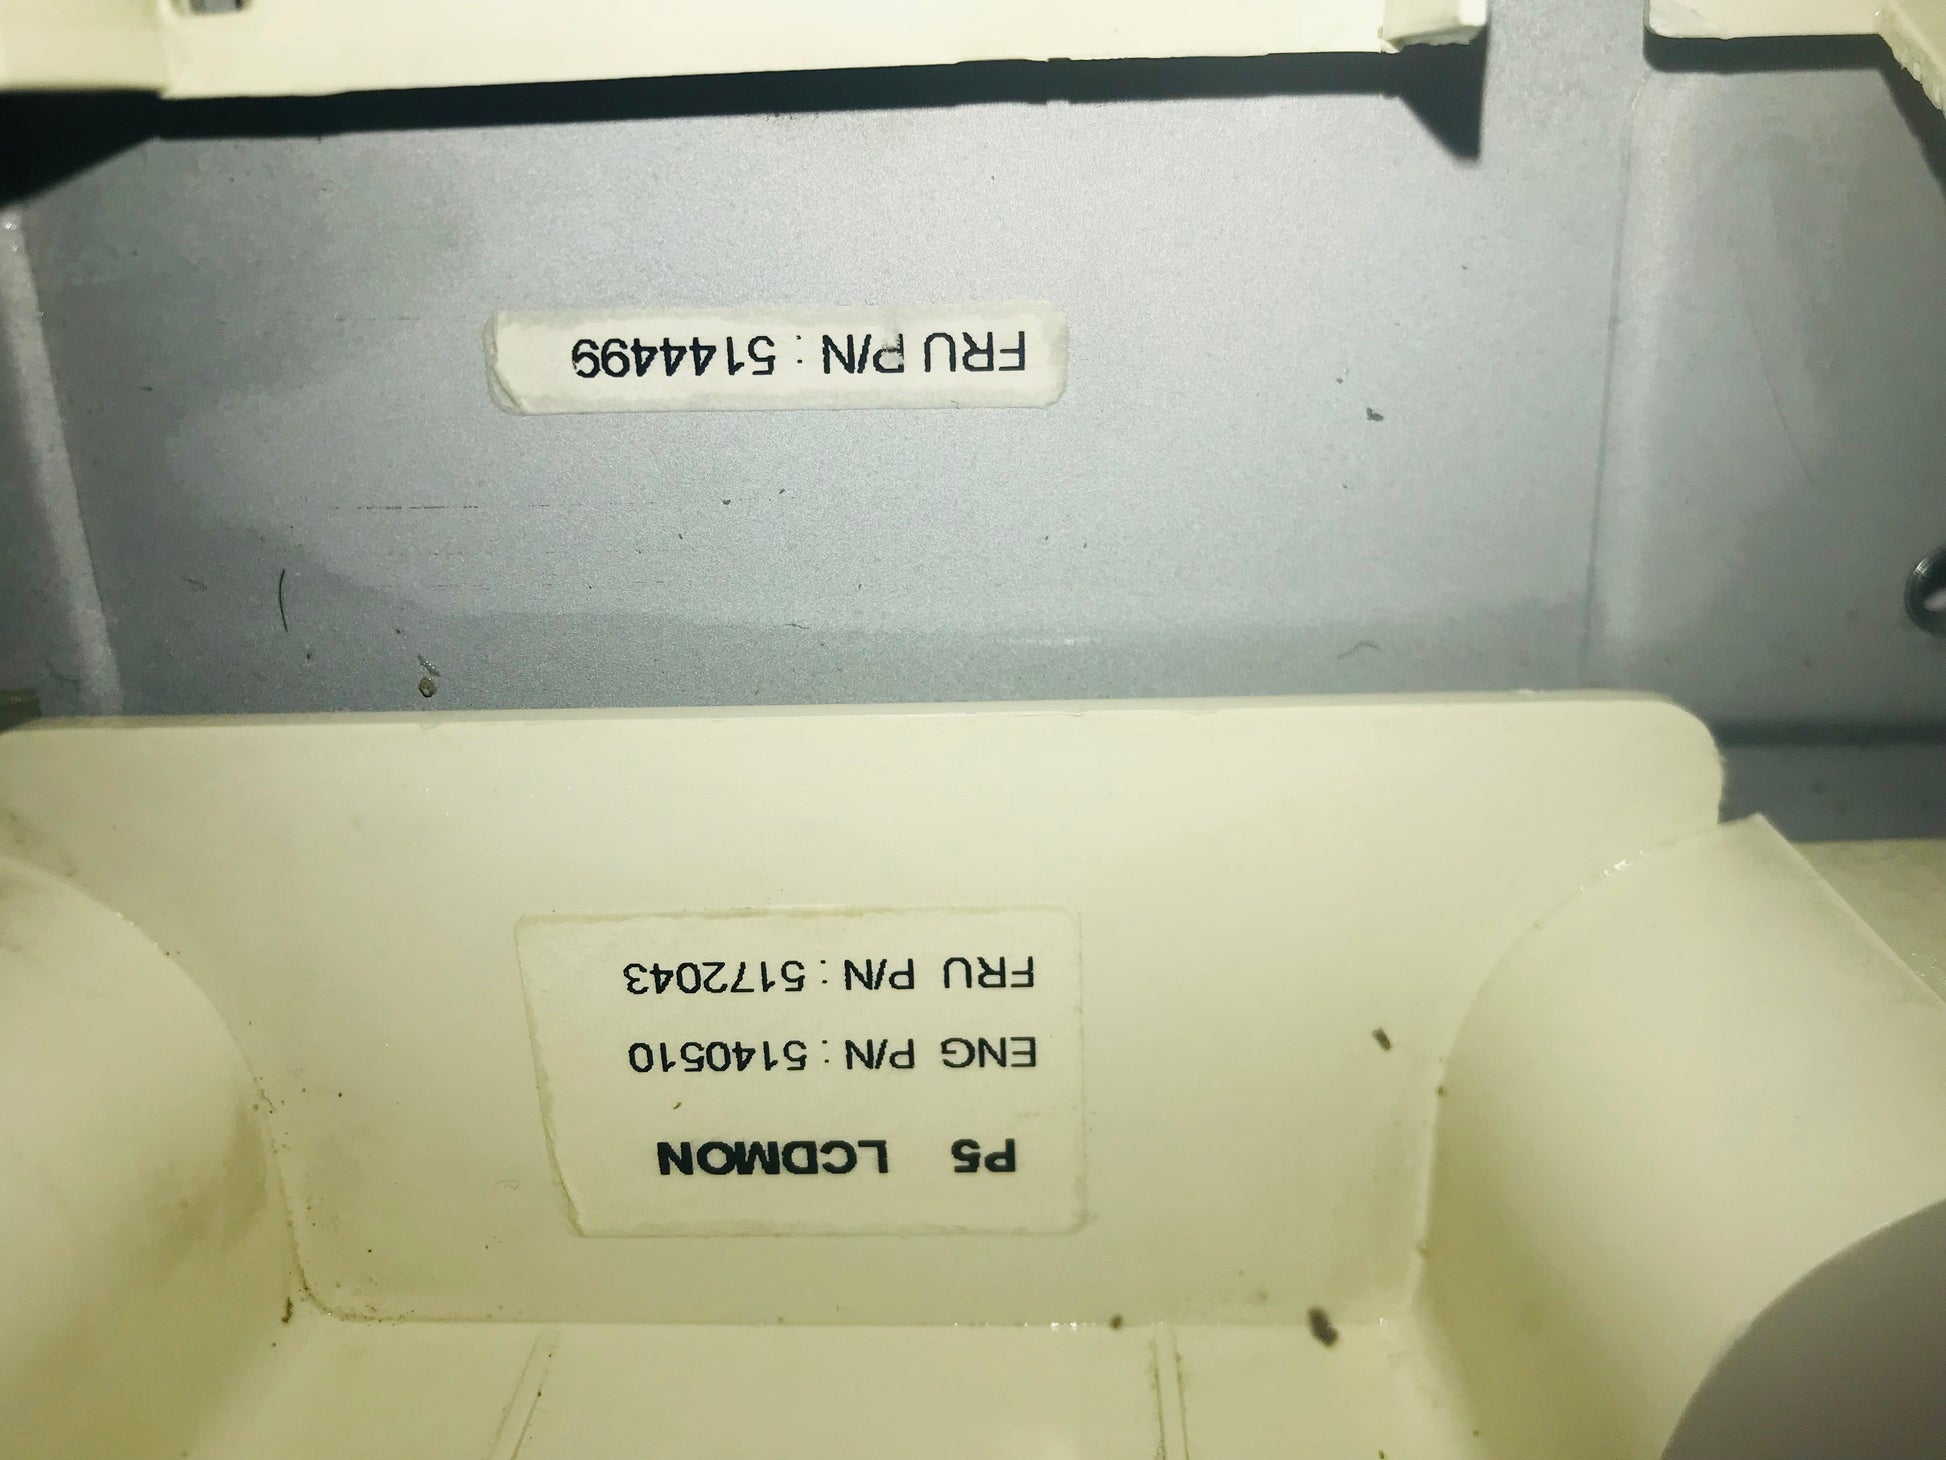 P5 LCDMON
ENG P/N : 5140510
FRU P/N : 5172043
FRU P/N : 5144499